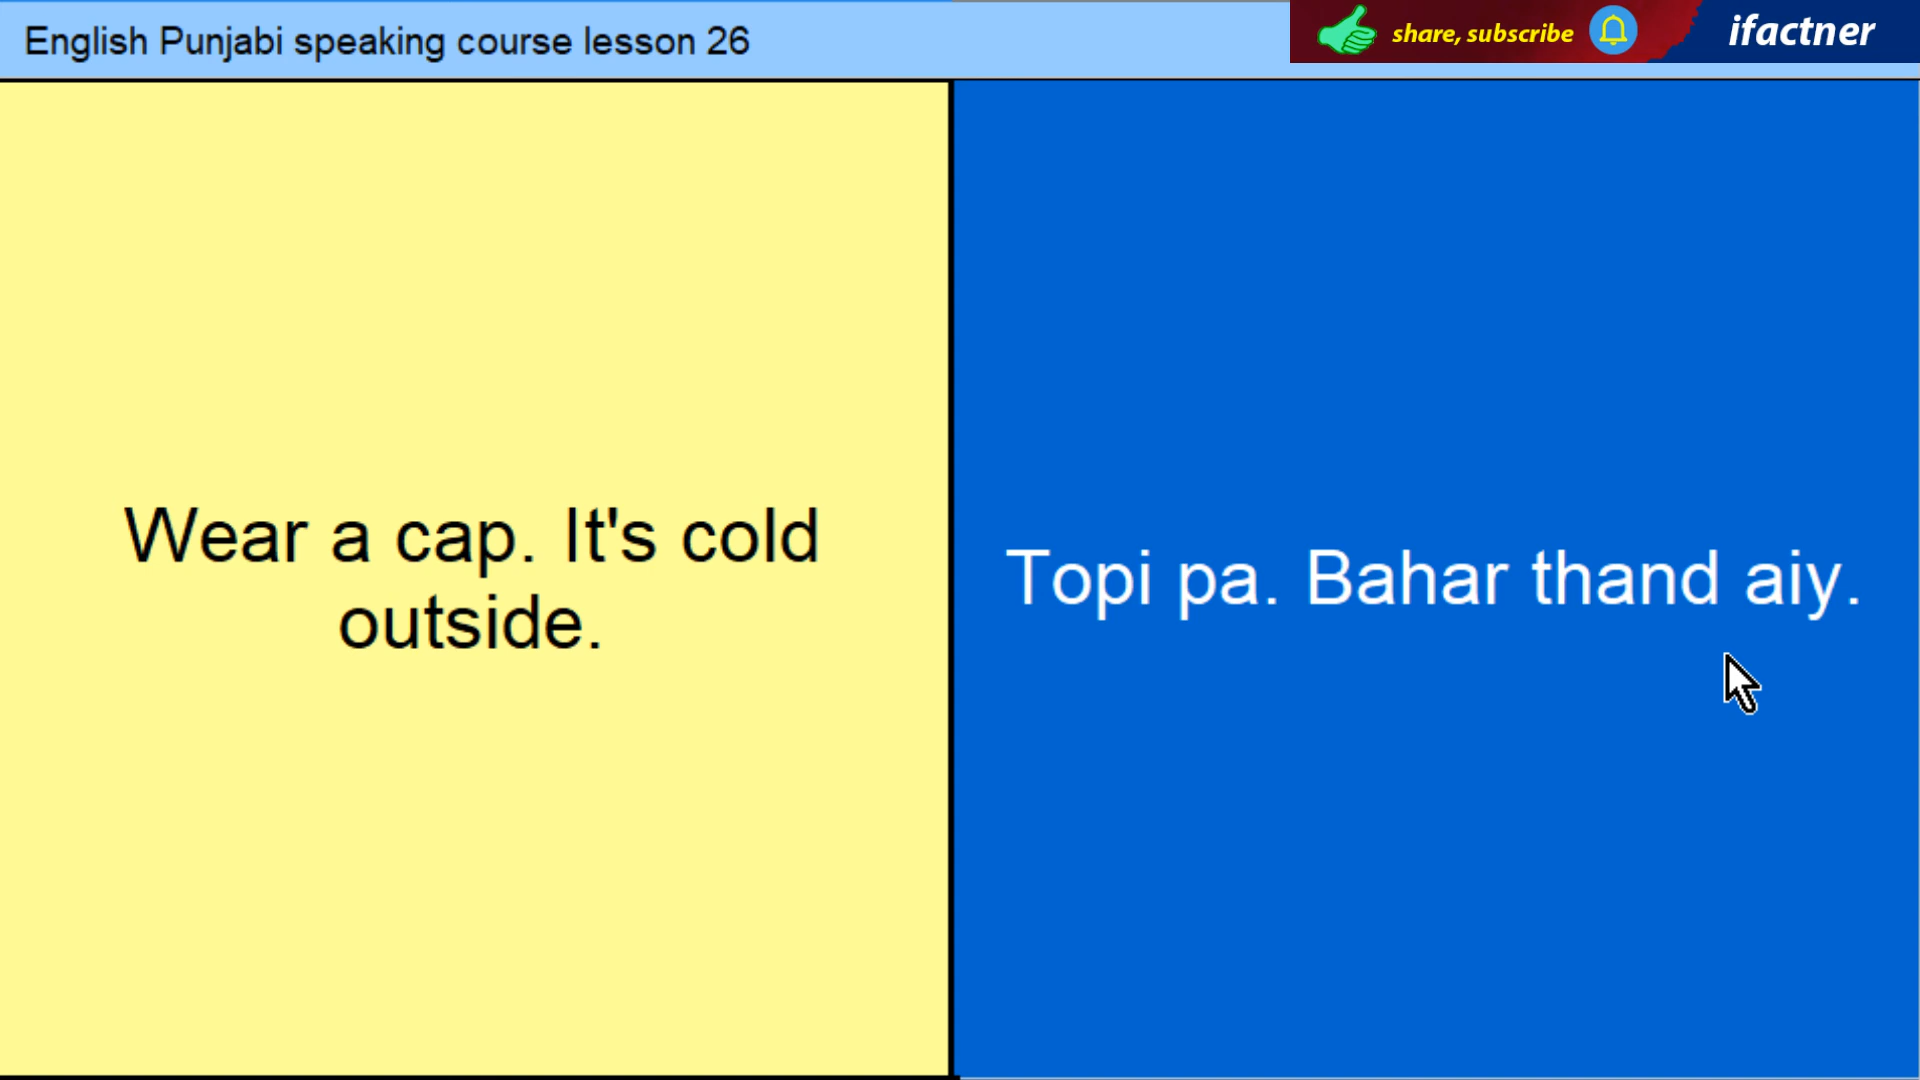 English Punjabi speaking course lesson 26
share, subscribe
ifactner
Wear a cap. It's cold
outside.
Topi pa. Bahar thand aiy.